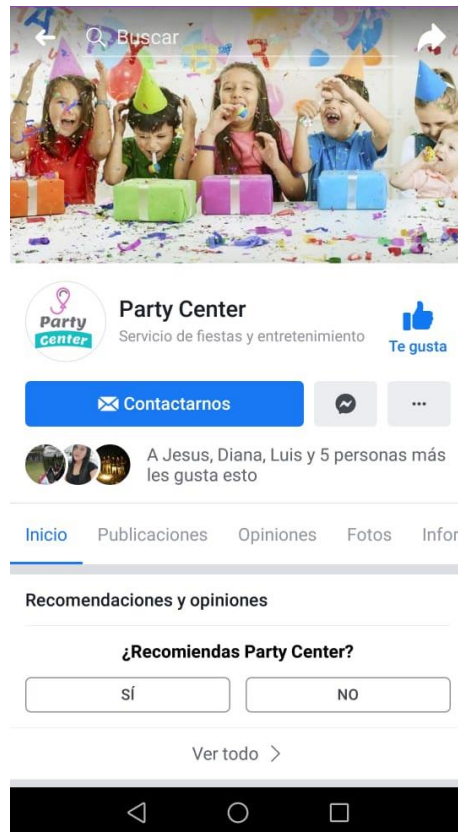 Buscar
Party
Center
Party Center
Servicio de fiestas y entretenimiento
Te gusta
Contactarnos
A Jesus, Diana, Luis y 5 personas más
les gusta esto
Inicio Publicaciones Opiniones Fotos Infor
Recomendaciones y opiniones
¿Recomiendas Party Center?
SÍ NO
Ver todo